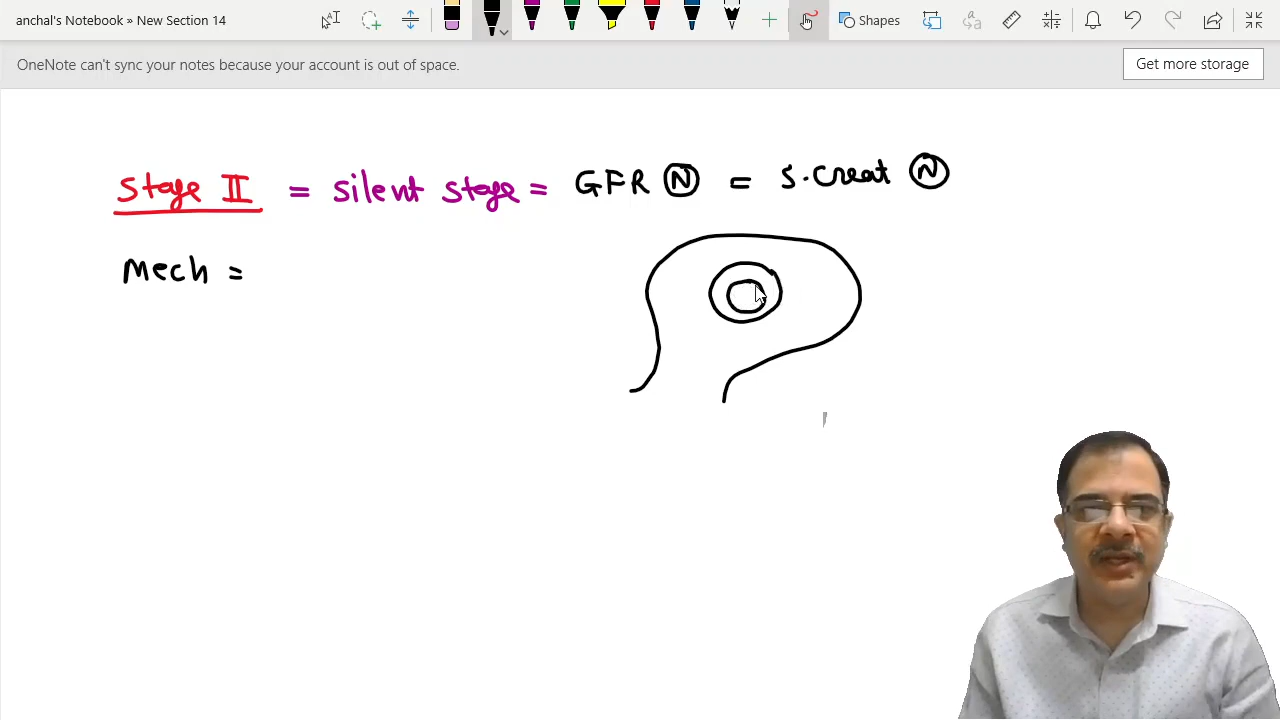 anchal's Notebook » New Section 14
Shapes
OneNote can't sync your notes because your account is out of space.
Get more storage
Stage II = silent stage = GFR N = S.Creat N
Mech =